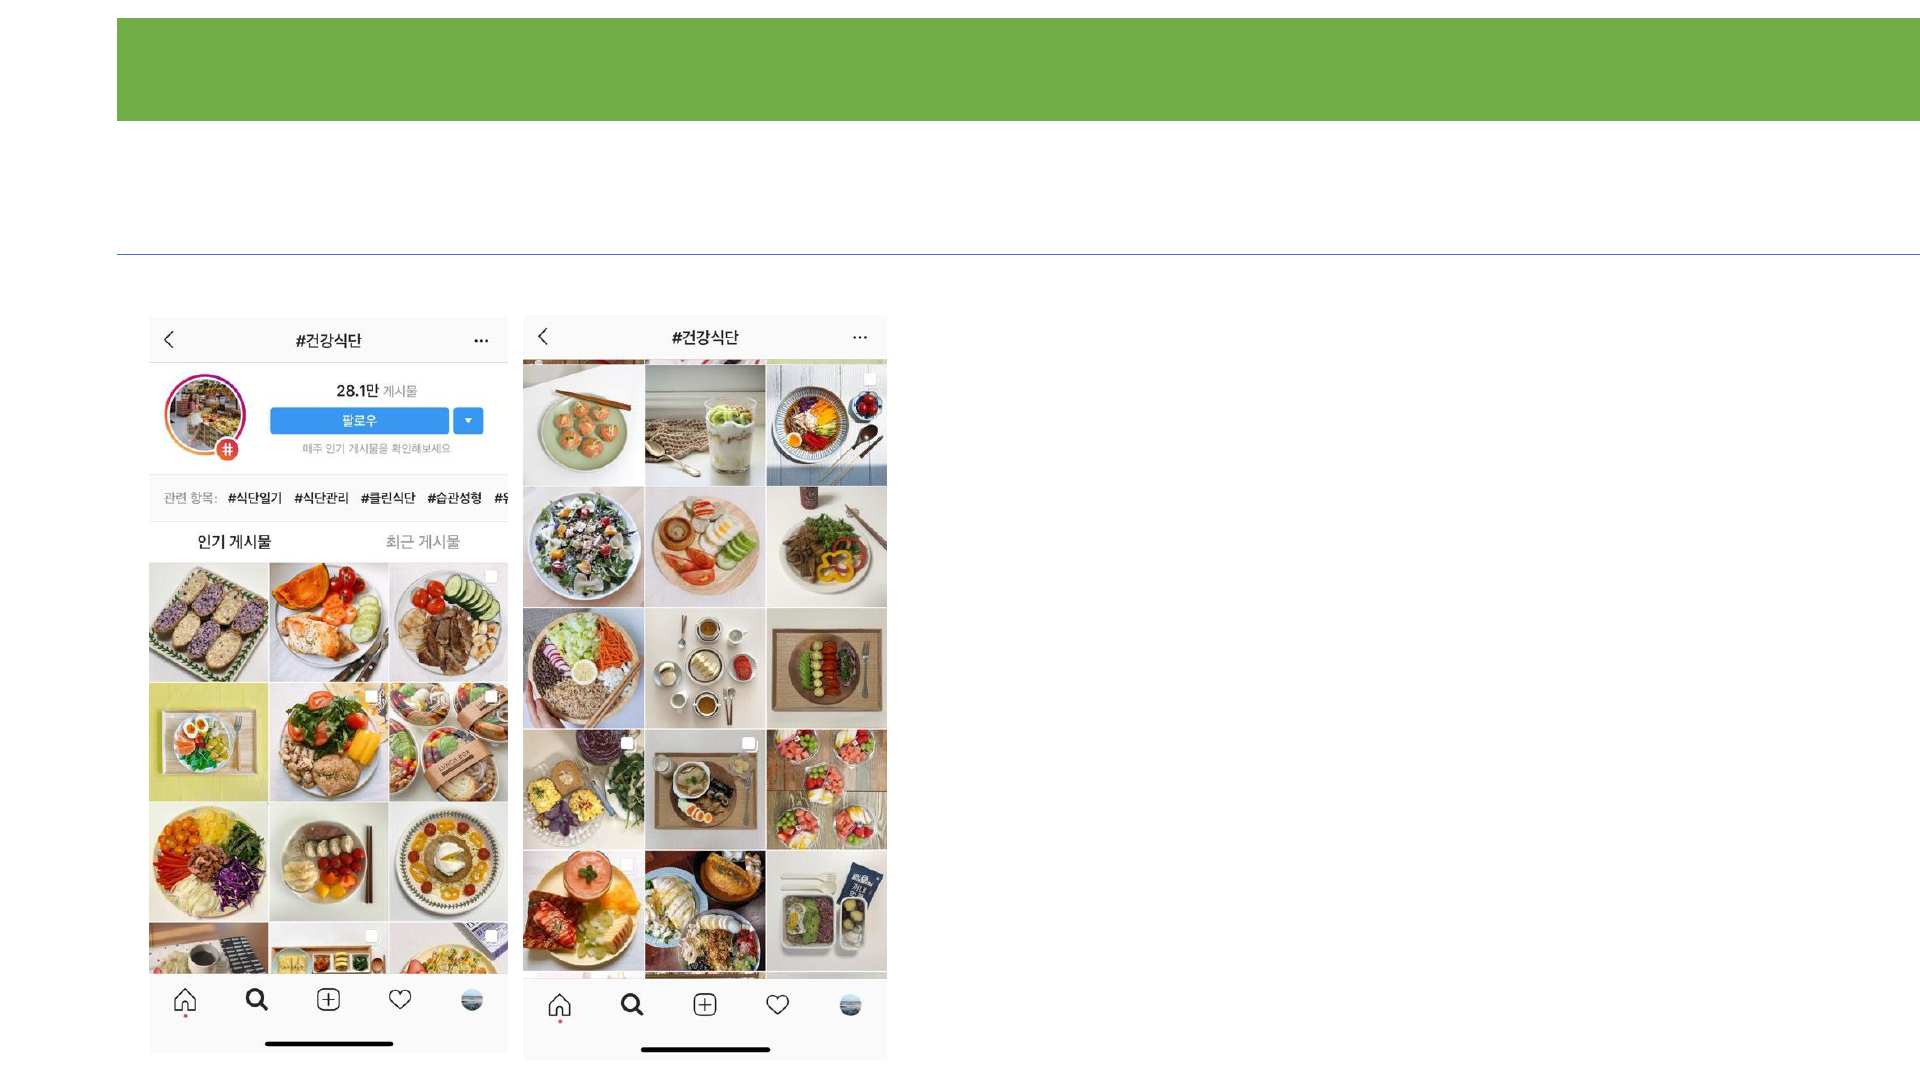 #건강식단
28.1만 게시물
팔로우
매주 인기 게시물을 확인해보세요
관련 항목: #식단일기 #식단관리 #클린식단 #습관성형
인기 게시물
최근 게시물
LUNCH BOX
#건강식단